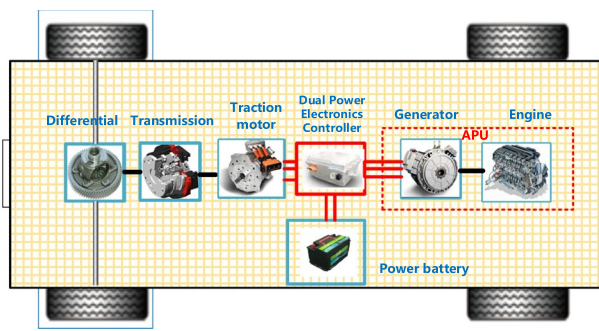 Differential
Transmission
Traction
motor
Dual Power
Electronics
Controller
Generator
Engine
APU
Power battery